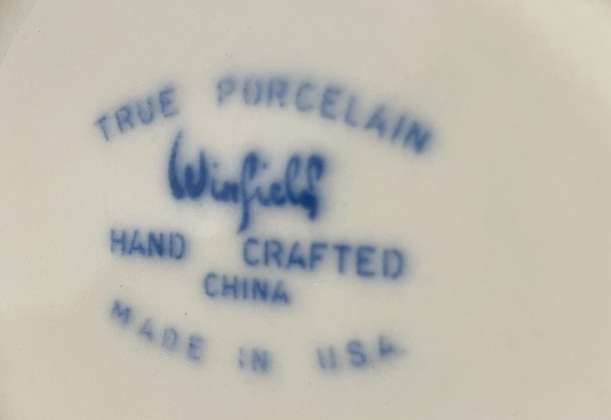 TRUE PORCELAIN
Winfield
HAND CRAFTED
CHINA
MADE IN U.S.A.